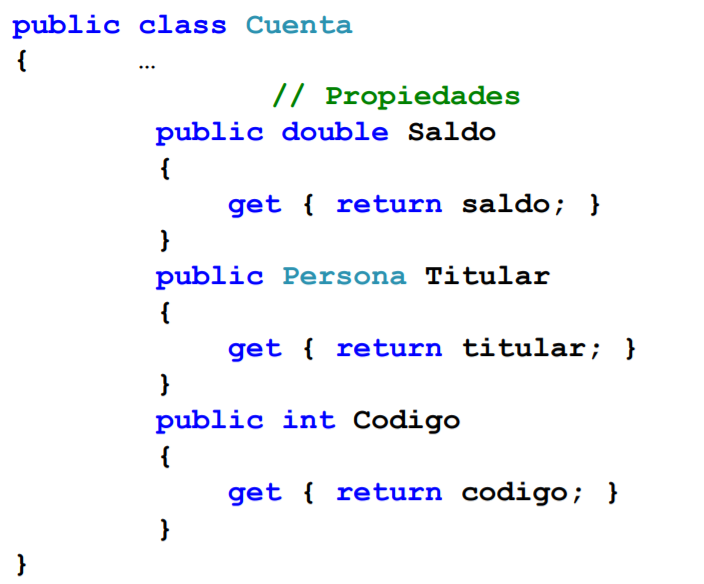 public class Cuenta
{ …
// Propiedades
public double Saldo
{
get { return saldo; }
}
public Persona Titular
{
get { return titular; }
}
public int Codigo
{
get { return codigo; }
}
}